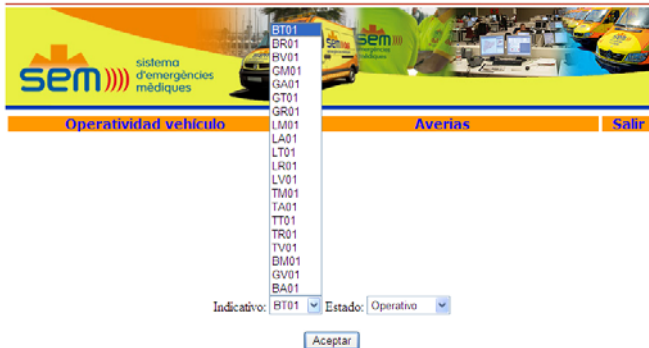 sem
sistema
d'emergències
mèdiques
sem
Operatividad vehículo
Averias
Salir
BT01
BR01
BV01
GM01
GA01
GT01
GR01
LM01
LA01
LT01
LR01
LV01
TM01
TA01
TT01
TR01
TV01
BM01
GV01
BA01
Indicativo: BT01 Estado: Operativo
Aceptar